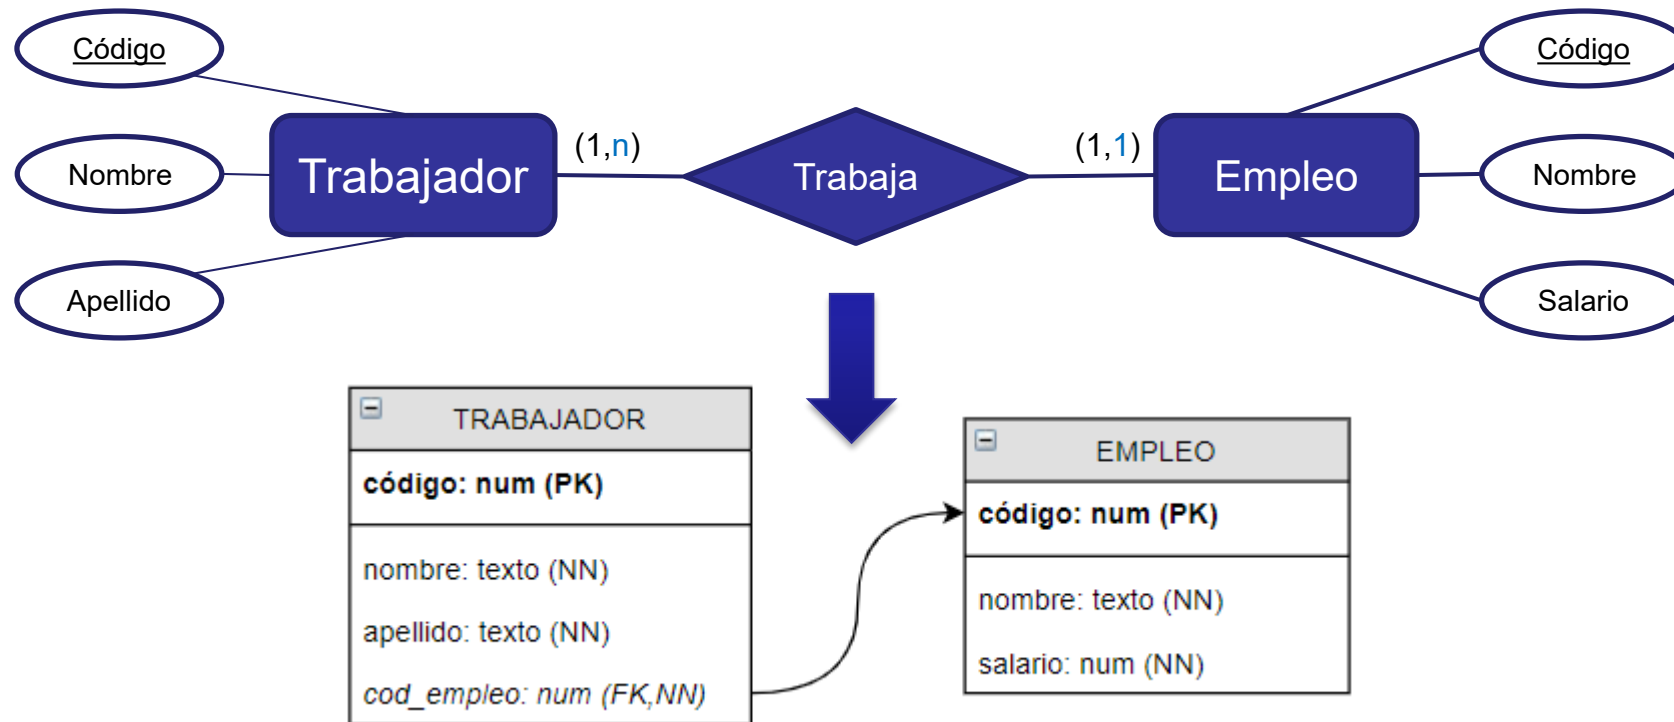 Código
Nombre
Apellido
Trabajador
(1,n)
Trabaja
(1,1)
Empleo
Código
Nombre
Salario
TRABAJADOR
código: num (PK)
nombre: texto (NN)
apellido: texto (NN)
cod_empleo: num (FK,NN)
EMPLEO
código: num (PK)
nombre: texto (NN)
salario: num (NN)